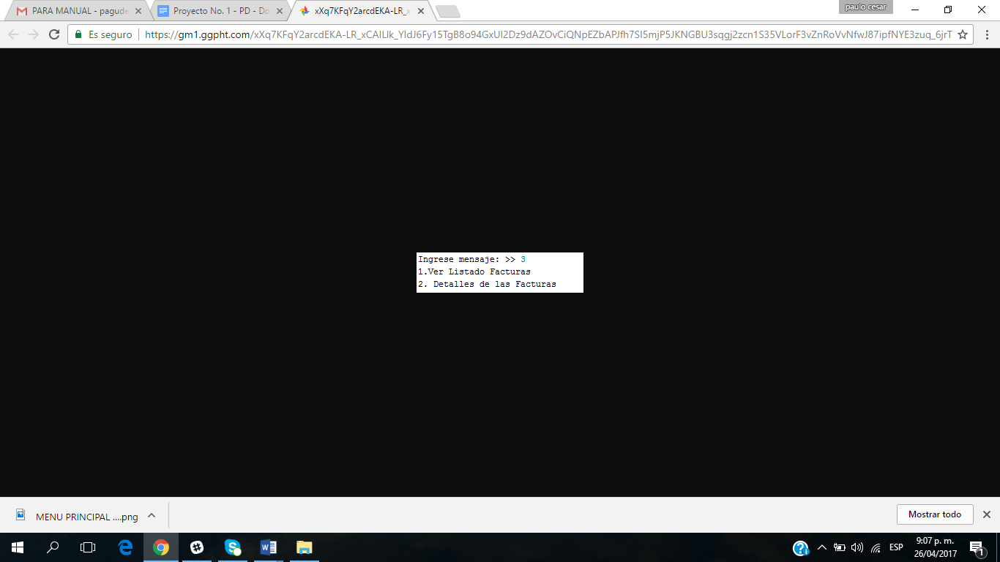 PARA MANUAL - pagude
Proyecto No. 1 - PD - Do
xXq7KFqY2arcdEKA-LR_x
paulo cesar
Es seguro
https://gm1.ggpht.com/xXq7KFqY2arcdEKA-LR_xCAILIk_YIdJ6Fy15TgB8o94GxUI2Dz9dAZOvCiQNpEZbAPJfh7SI5mjP5JKNGBU3sqgj2zcn1S35VLorF3vZnRoVvNfwJ87ipfNYE3zuq_6jrT
Ingrese mensaje: >> 3
1.Ver Listado Facturas
2. Detalles de las Facturas
MENU PRINCIPAL ....png
Mostrar todo
ESP
9:07 p. m.
26/04/2017
1